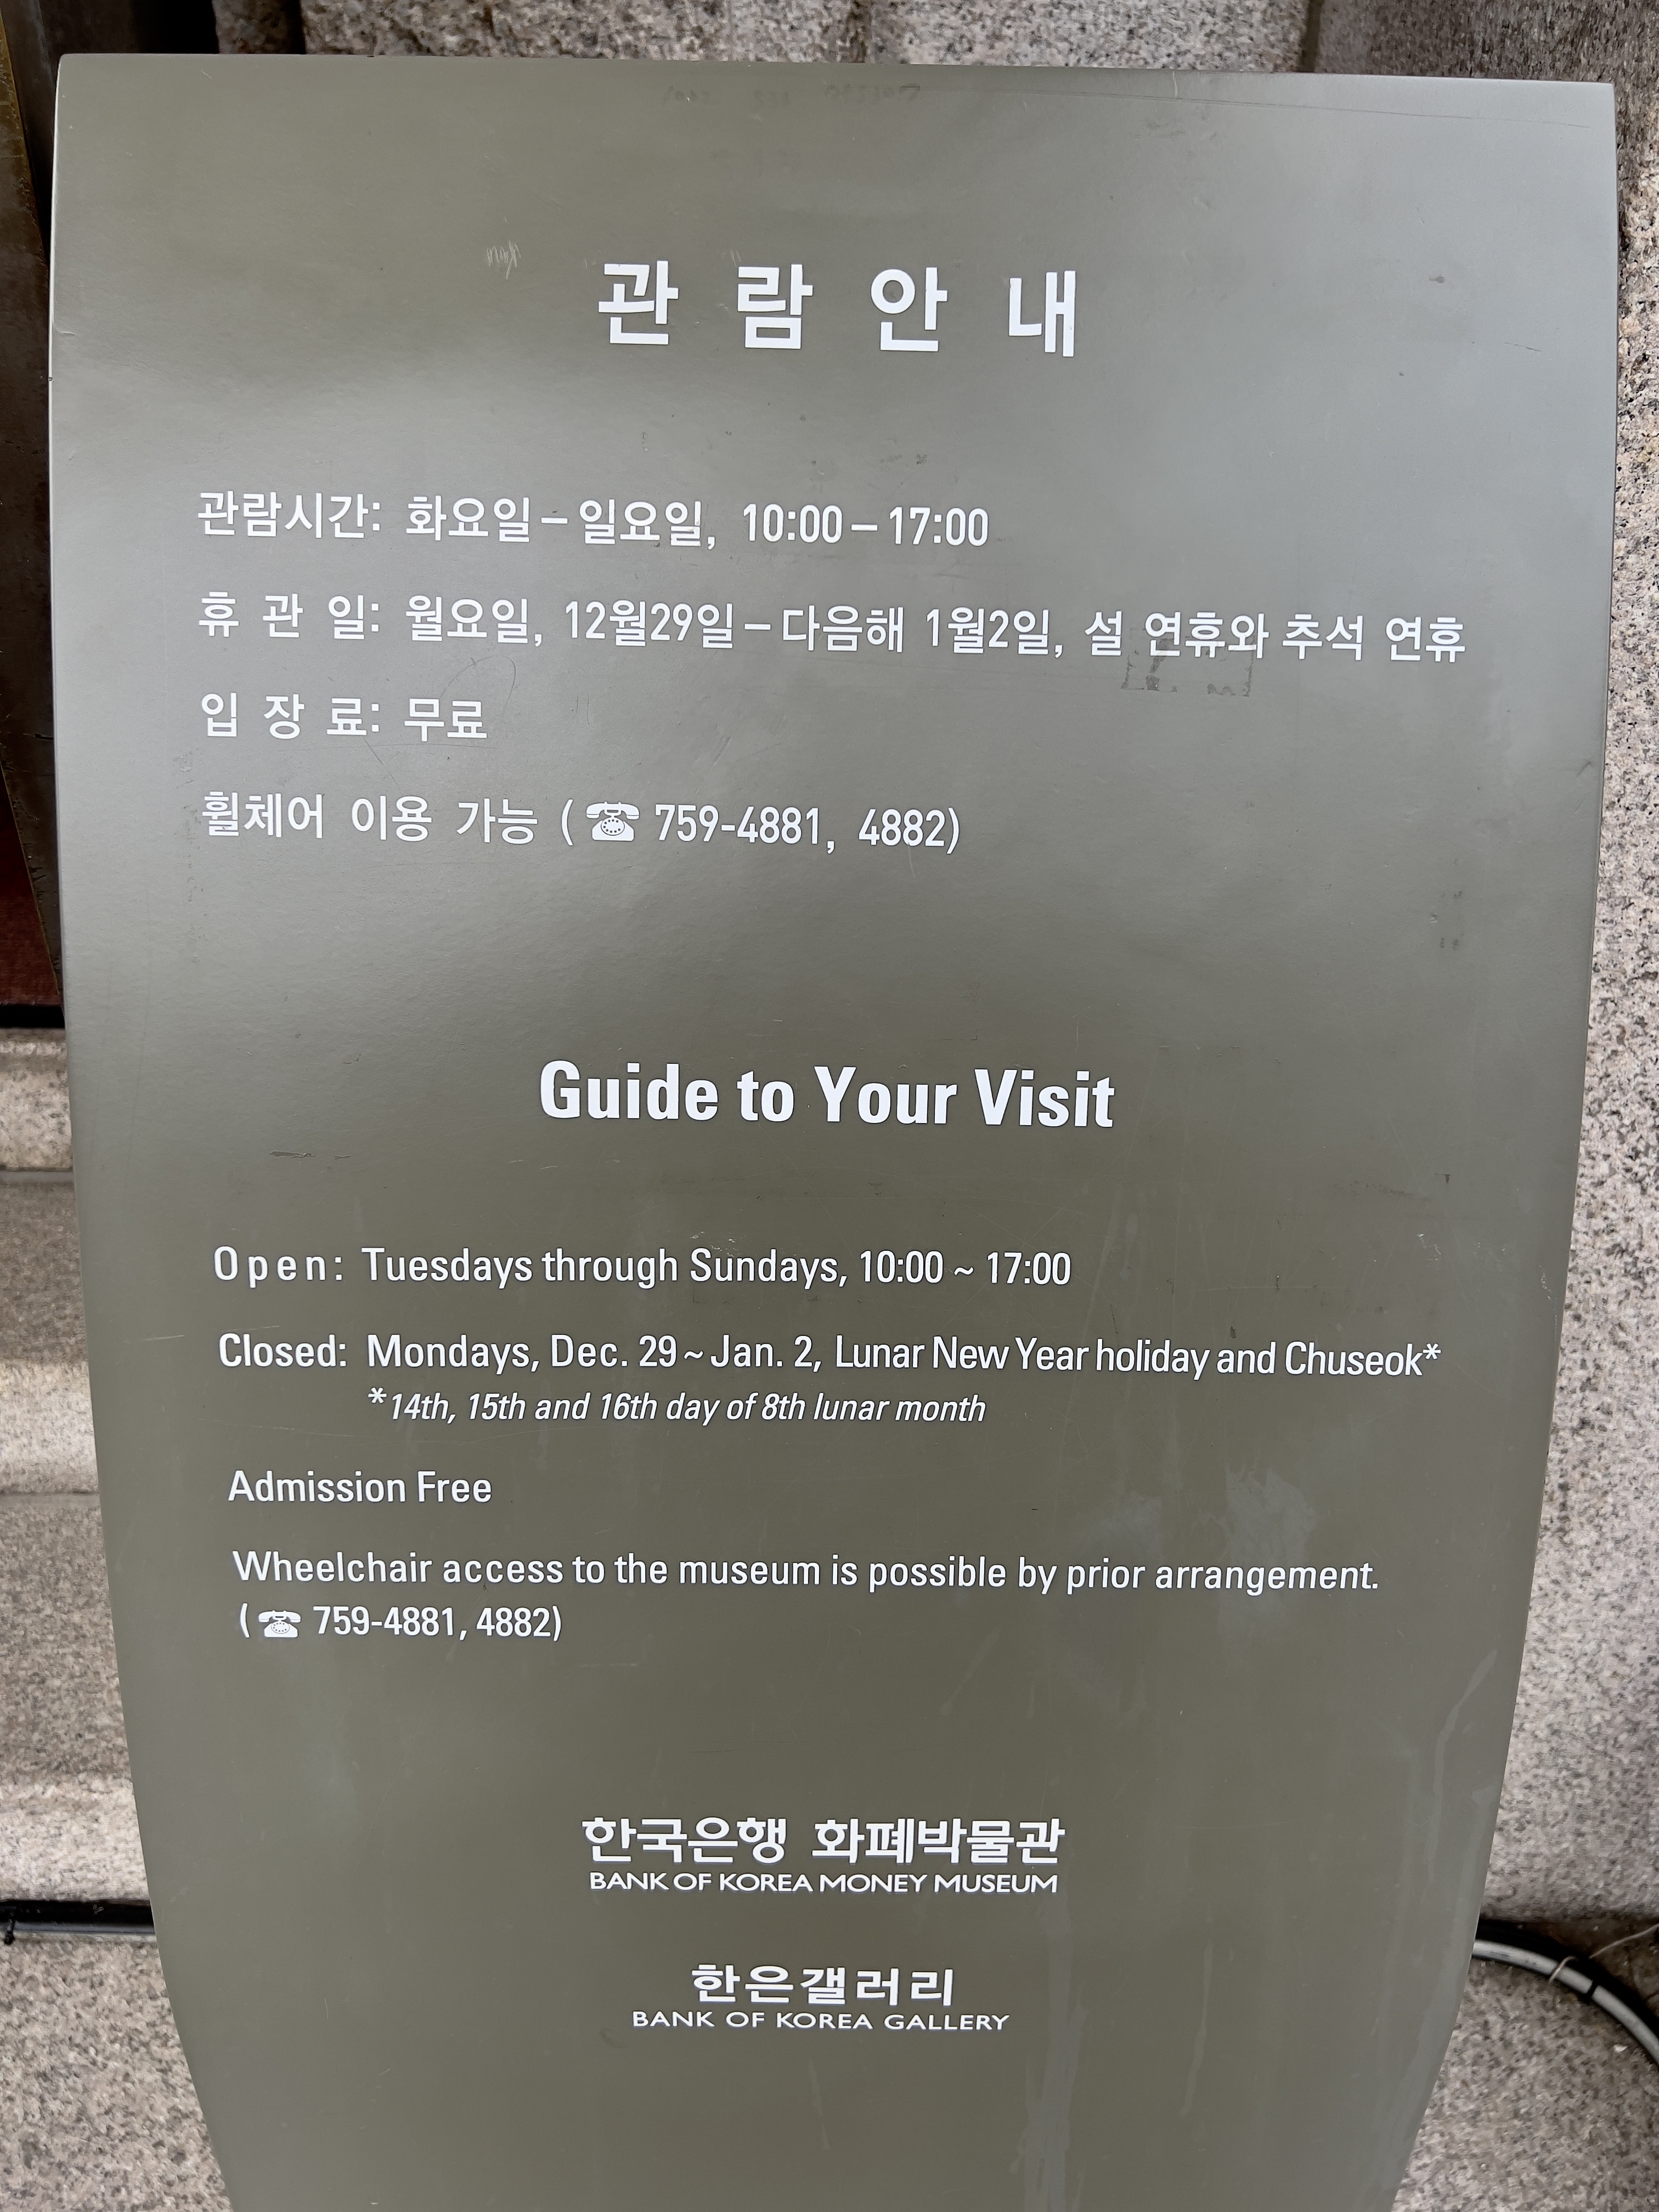 관 람 안 내
관람시간: 화요일 – 일요일, 10:00 – 17:00
휴 관 일: 월요일, 12월29일 – 다음해 1월2일, 설 연휴와 추석 연휴
입 장 료: 무료
휠체어 이용 가능 (☎ 759-4881, 4882)
Guide to Your Visit
Open: Tuesdays through Sundays, 10:00 ~ 17:00
Closed: Mondays, Dec. 29 ~ Jan. 2, Lunar New Year holiday and Chuseok*
*14th, 15th and 16th day of 8th lunar month
Admission Free
Wheelchair access to the museum is possible by prior arrangement.
(☎ 759-4881, 4882)
한국은행 화폐박물관
BANK OF KOREA MONEY MUSEUM
한은갤러리
BANK OF KOREA GALLERY